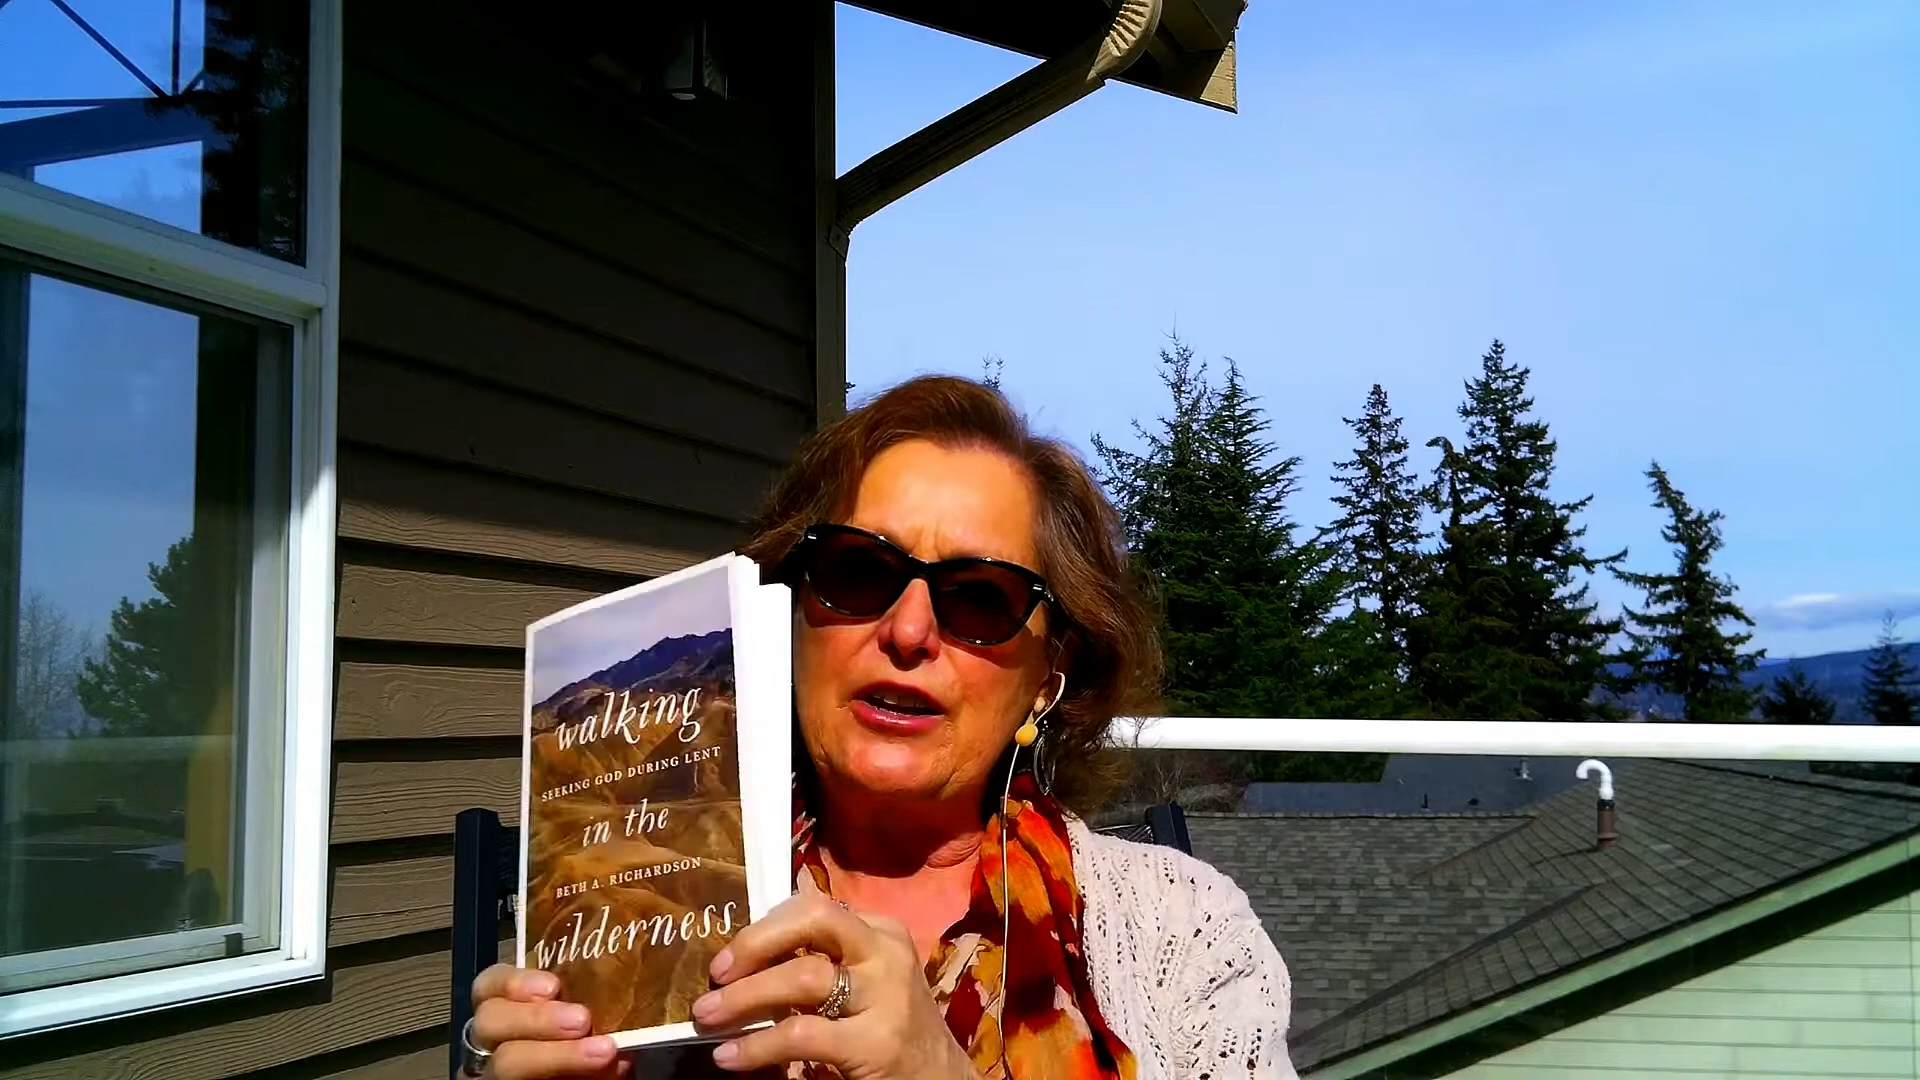 walking
SEEKING GOD DURING LENT
in the
BETH A. RICHARDSON
wilderness